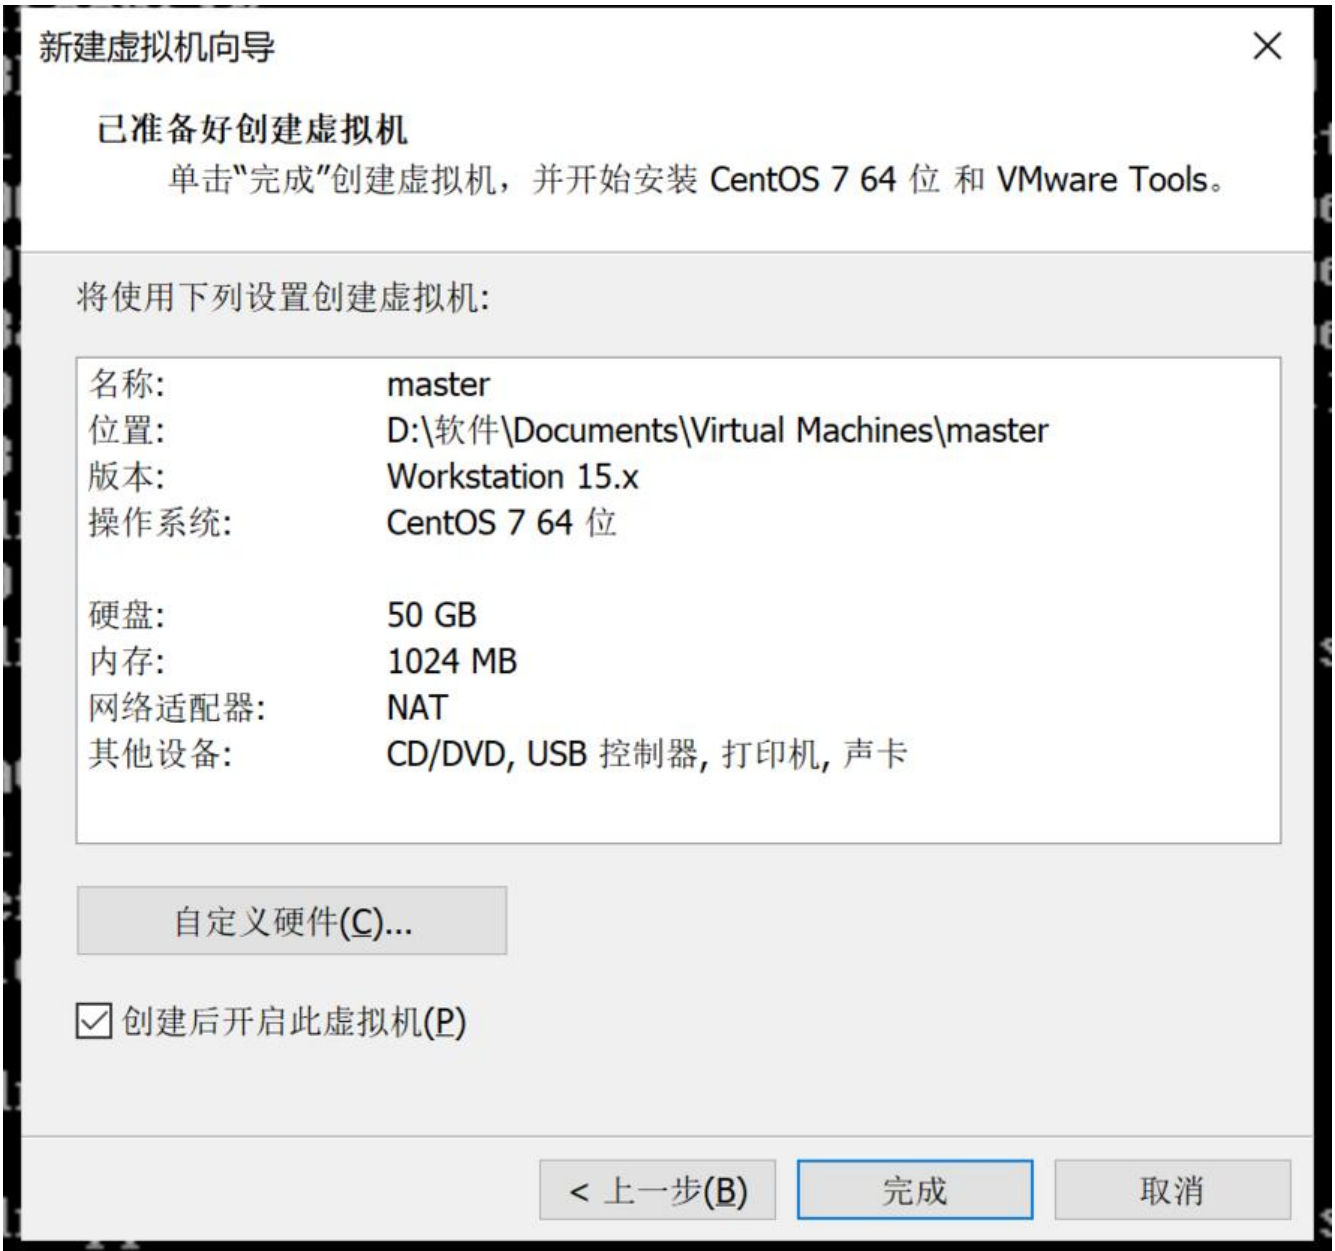 新建虚拟机向导
已准备好创建虚拟机
单击“完成”创建虚拟机，并开始安装 CentOS 7 64 位 和 VMware Tools。
将使用下列设置创建虚拟机:
名称: master
位置: D:\软件\Documents\Virtual Machines\master
版本: Workstation 15.x
操作系统: CentOS 7 64 位
硬盘: 50 GB
内存: 1024 MB
网络适配器: NAT
其他设备: CD/DVD, USB 控制器, 打印机, 声卡
自定义硬件(C)...
创建后开启此虚拟机(P)
< 上一步(B) 完成 取消